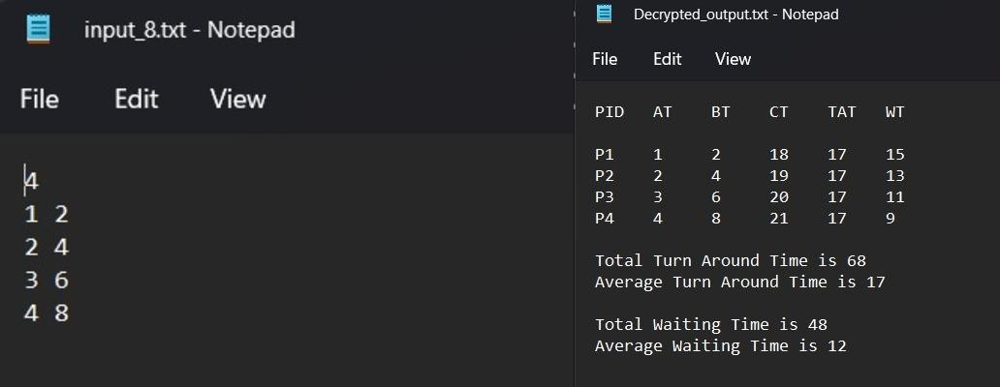 input_8.txt - Notepad
File Edit View
4
1 2
2 4
3 6
4 8
Decrypted_output.txt - Notepad
File Edit View
PID AT BT CT TAT WT
P1 1 2 18 17 15
P2 2 4 19 17 13
P3 3 6 20 17 11
P4 4 8 21 17 9
Total Turn Around Time is 68
Average Turn Around Time is 17
Total Waiting Time is 48
Average Waiting Time is 12